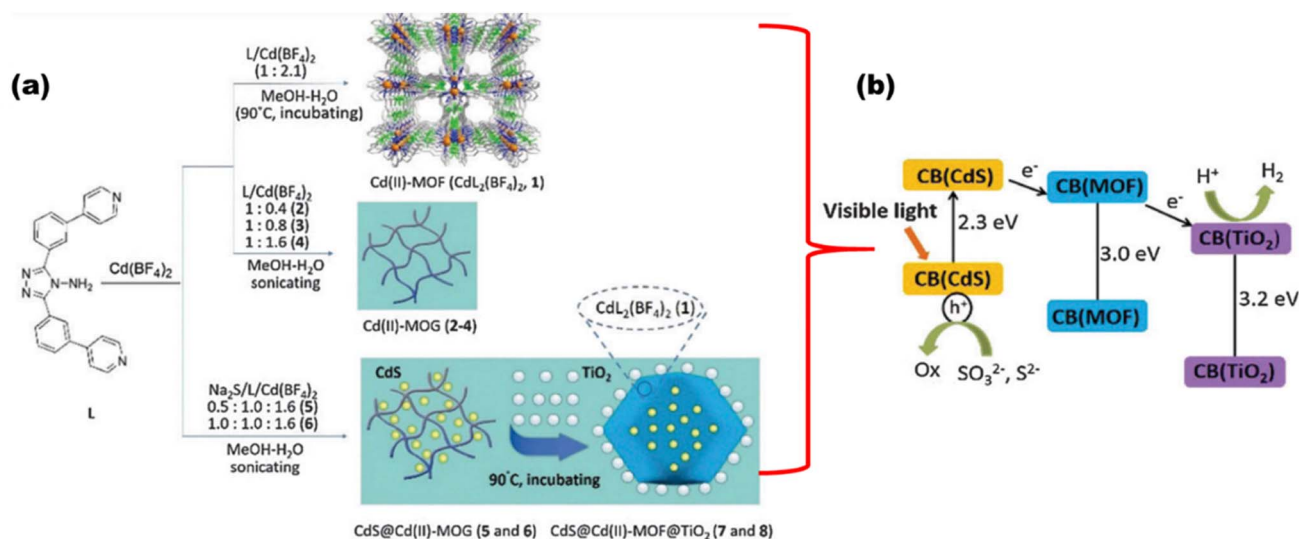 (a)
L/Cd(BF₄)₂
(1 : 2.1)
MeOH-H₂O
(90°C, incubating)
Cd(II)-MOF (CdL₂(BF₄)₂, 1)
L/Cd(BF₄)₂
1 : 0.4 (2)
1 : 0.8 (3)
1 : 1.6 (4)
MeOH-H₂O
sonicating
Cd(II)-MOG (2-4)
N
N
N
N
N-NH₂
N
L
Cd(BF₄)₂
Na₂S/L/Cd(BF₄)₂
0.5 : 1.0 : 1.6 (5)
1.0 : 1.0 : 1.6 (6)
MeOH-H₂O
sonicating
CdL₂(BF₄)₂ (1)
CdS
TiO₂
90°C, incubating
CdS@Cd(II)-MOG (5 and 6)
CdS@Cd(II)-MOF@TiO₂ (7 and 8)
(b)
CB(CdS)
e⁻
CB(MOF)
e⁻
H⁺
H₂
CB(TiO₂)
Visible light
2.3 eV
3.0 eV
3.2 eV
CB(CdS)
h⁺
Ox
SO₃²⁻, S²⁻
CB(MOF)
CB(TiO₂)